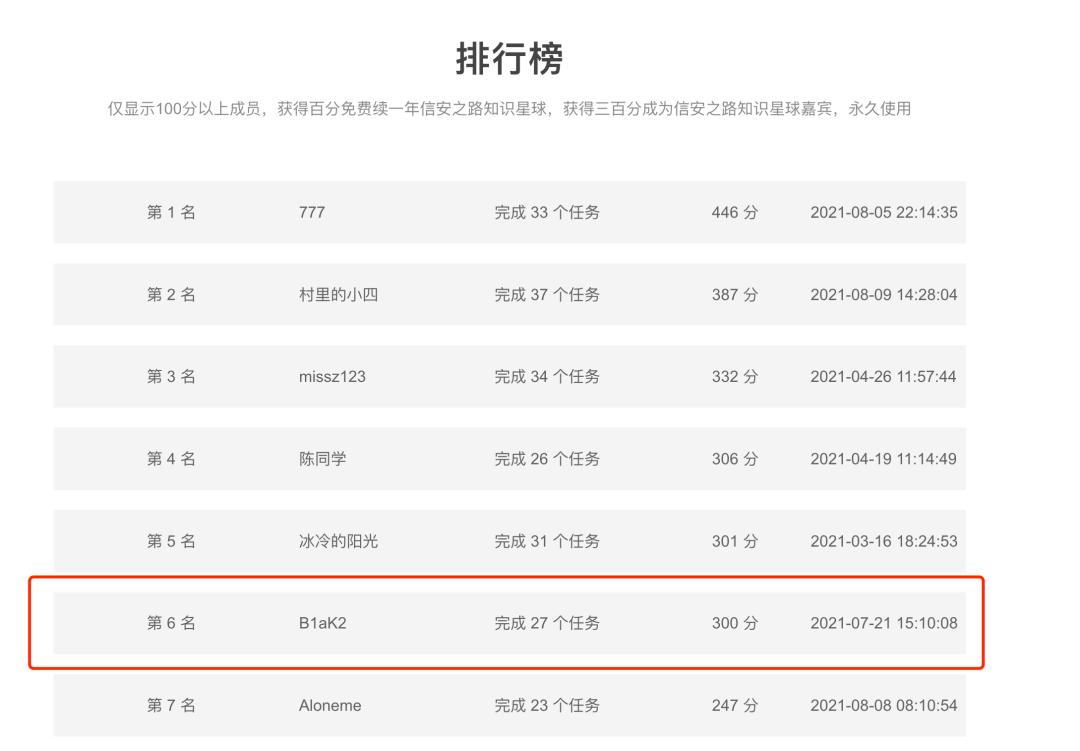 排行榜
仅显示100分以上成员，获得百分免费续一年信安之路知识星球，获得三百分成为信安之路知识星球嘉宾，永久使用
第 1 名 777 完成 33 个任务 446 分 2021-08-05 22:14:35
第 2 名 村里的小四 完成 37 个任务 387 分 2021-08-09 14:28:04
第 3 名 missz123 完成 34 个任务 332 分 2021-04-26 11:57:44
第 4 名 陈同学 完成 26 个任务 306 分 2021-04-19 11:14:49
第 5 名 冰冷的阳光 完成 31 个任务 301 分 2021-03-16 18:24:53
第 6 名 B1aK2 完成 27 个任务 300 分 2021-07-21 15:10:08
第 7 名 Aloneme 完成 23 个任务 247 分 2021-08-08 08:10:54